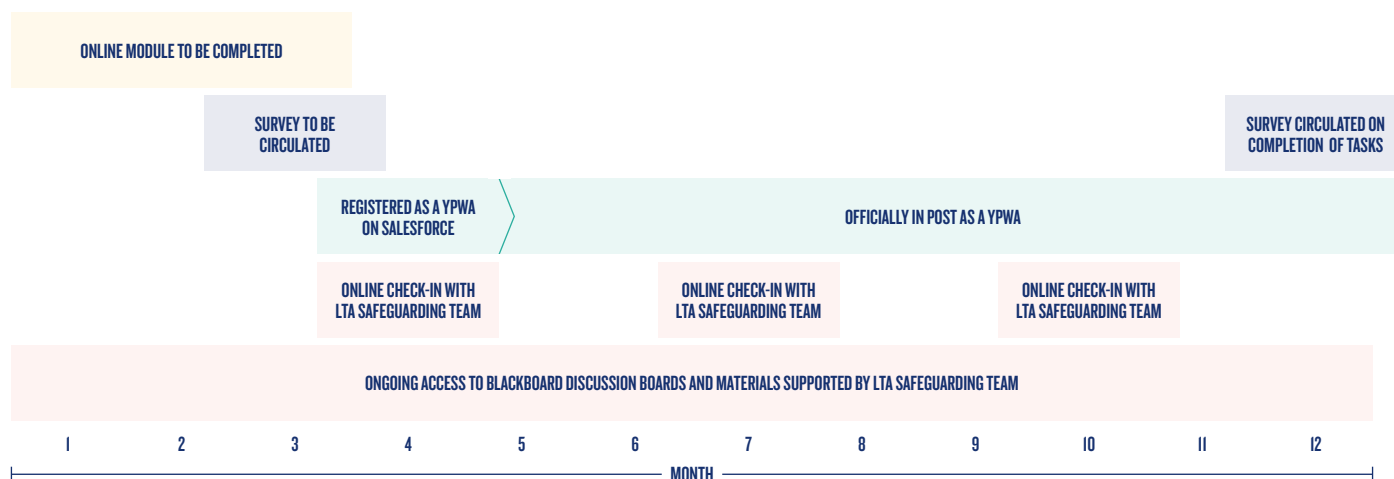 ONLINE MODULE TO BE COMPLETED
SURVEY TO BE
CIRCULATED
SURVEY CIRCULATED ON
COMPLETION OF TASKS
REGISTERED AS A YPWA
ON SALESFORCE
OFFICIALLY IN POST AS A YPWA
ONLINE CHECK-IN WITH
LTA SAFEGUARDING TEAM
ONLINE CHECK-IN WITH
LTA SAFEGUARDING TEAM
ONLINE CHECK-IN WITH
LTA SAFEGUARDING TEAM
ONGOING ACCESS TO BLACKBOARD DISCUSSION BOARDS AND MATERIALS SUPPORTED BY LTA SAFEGUARDING TEAM
1 2 3 4 5 6 7 8 9 10 11 12
MONTH